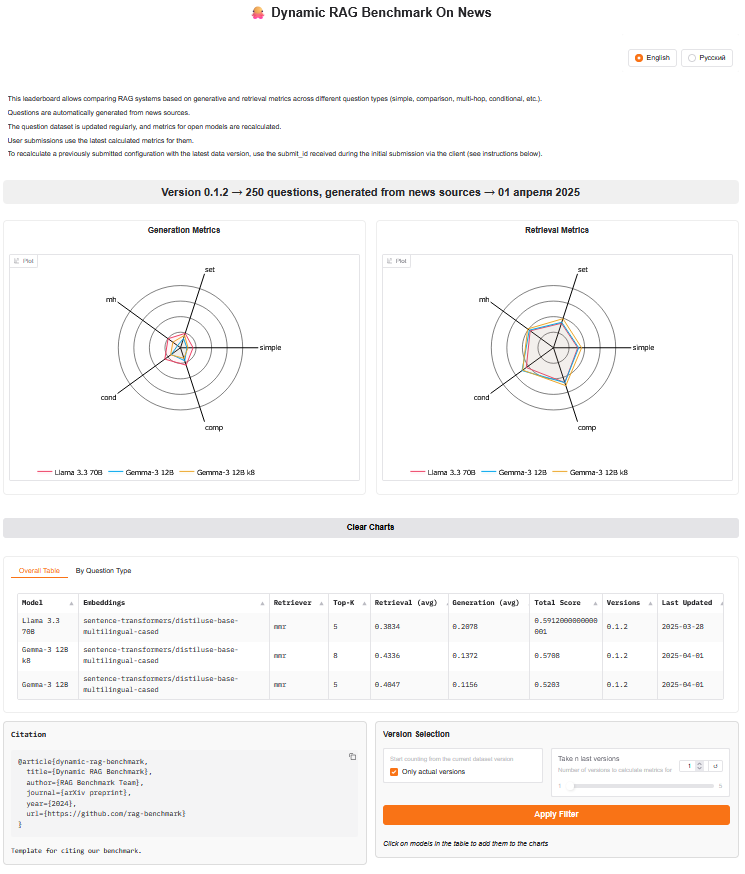 Dynamic RAG Benchmark On News
English
Русский
This leaderboard allows comparing RAG systems based on generative and retrieval metrics across different question types (simple, comparison, multi-hop, conditional, etc.).
Questions are automatically generated from news sources.
The question dataset is updated regularly, and metrics for open models are recalculated.
User submissions use the latest calculated metrics for them.
To recalculate a previously submitted configuration with the latest data version, use the submit_id received during the initial submission via the client (see instructions below).
Version 0.1.2 → 250 questions, generated from news sources → 01 апреля 2025
Generation Metrics
Plot
set
mh
simple
cond
comp
Llama 3.3 70B
Gemma-3 12B
Gemma-3 12B k8
Retrieval Metrics
Plot
set
mh
simple
cond
comp
Llama 3.3 70B
Gemma-3 12B
Gemma-3 12B k8
Clear Charts
Overall Table
By Question Type
Model Embeddings Retriever Top-K Retrieval (avg) Generation (avg) Total Score Versions Last Updated
Llama 3.3 70B sentence-transformers/distiluse-base-multilingual-cased mmr 5 0.3834 0.2078 0.5912000000000001 0.1.2 2025-03-28
Gemma-3 12B k8 sentence-transformers/distiluse-base-multilingual-cased mmr 8 0.4336 0.1372 0.5708 0.1.2 2025-04-01
Gemma-3 12B sentence-transformers/distiluse-base-multilingual-cased mmr 5 0.4047 0.1156 0.5203 0.1.2 2025-04-01
Citation
@article{dynamic-rag-benchmark,
title={Dynamic RAG Benchmark},
author={RAG Benchmark Team},
journal={arXiv preprint},
year={2024},
url={https://github.com/rag-benchmark}
}
Template for citing our benchmark.
Version Selection
Start counting from the current dataset version
Only actual versions
Take n last versions
Number of versions to calculate metrics for
1
1
Apply Filter
Click on models in the table to add them to the charts